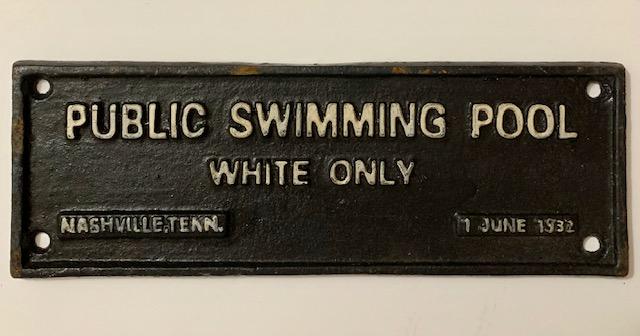 PUBLIC SWIMMING POOL
WHITE ONLY
NASHVILLE,TENN. 1 JUNE 1932